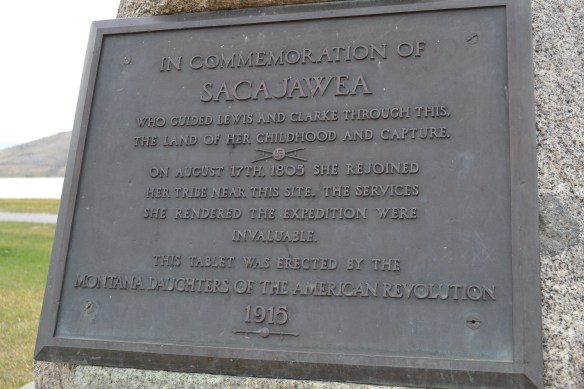 IN COMMEMORATION OF
SACAJAWEA
WHO GUIDED LEWIS AND CLARKE THROUGH THIS,
THE LAND OF HER CHILDHOOD AND CAPTURE.
ON AUGUST 17TH, 1805 SHE REJOINED
HER TRIBE NEAR THIS SITE. THE SERVICES
SHE RENDERED THE EXPEDITION WERE
INVALUABLE.
THIS TABLET WAS ERECTED BY THE
MONTANA DAUGHTERS OF THE AMERICAN REVOLUTION
1915